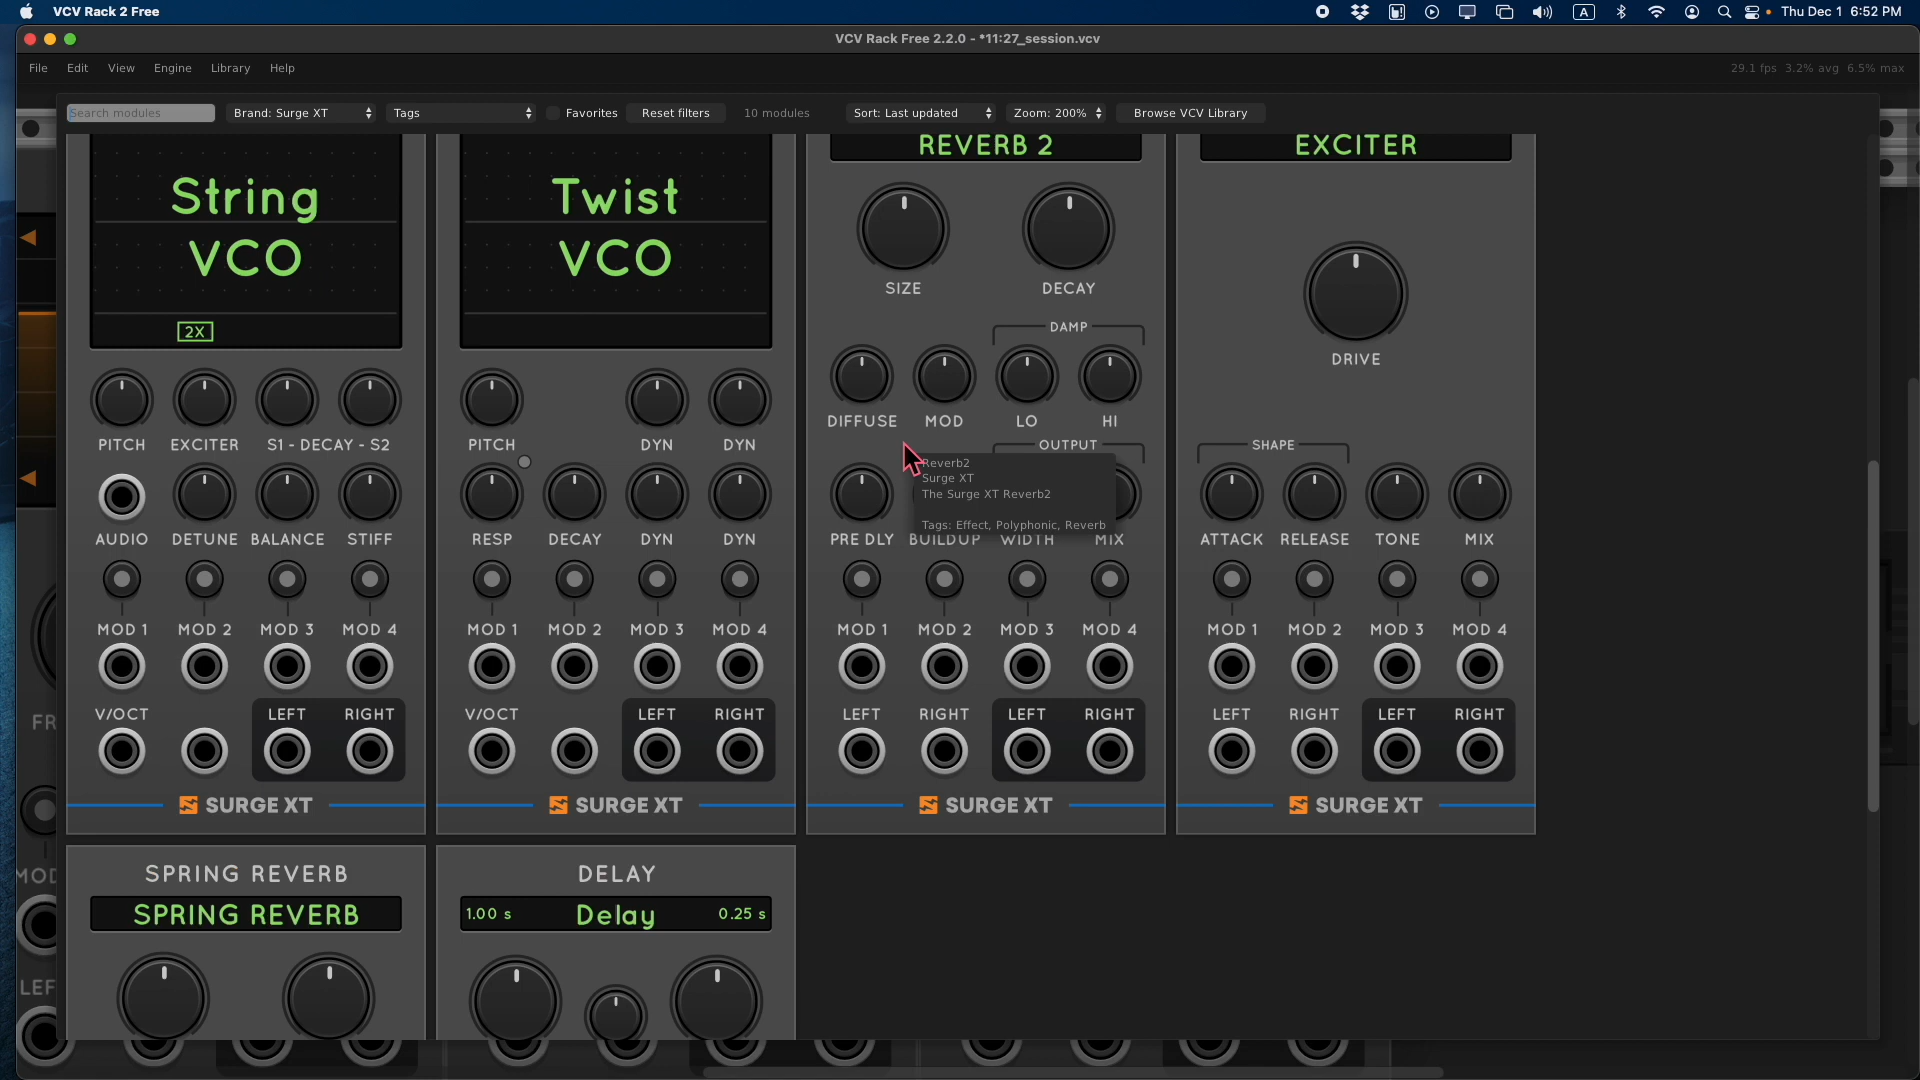 VCV Rack 2 Free
A
Thu Dec 1 6:52 PM
VCV Rack Free 2.2.0 - *11:27_session.vcv
File Edit View Engine Library Help
29.1 fps 3.2% avg 6.5% max
Search modules Brand: Surge XT Tags Favorites Reset filters 10 modules Sort: Last updated Zoom: 200% Browse VCV Library
REVERB 2 EXCITER
String
VCO
2X
Twist
VCO
SIZE DECAY
DAMP
DRIVE
DIFFUSE MOD LO HI
PITCH EXCITER S1 - DECAY - S2 PITCH DYN DYN
OUTPUT SHAPE
Reverb2
Surge XT
The Surge XT Reverb2
Tags: Effect, Polyphonic, Reverb
AUDIO DETUNE BALANCE STIFF RESP DECAY DYN DYN PRE DLY BUILDUP WIDTH MIX ATTACK RELEASE TONE MIX
MOD 1 MOD 2 MOD 3 MOD 4 MOD 1 MOD 2 MOD 3 MOD 4 MOD 1 MOD 2 MOD 3 MOD 4 MOD 1 MOD 2 MOD 3 MOD 4
FR V/OCT LEFT RIGHT V/OCT LEFT RIGHT LEFT RIGHT LEFT RIGHT LEFT RIGHT LEFT RIGHT
SURGE XT SURGE XT SURGE XT SURGE XT
MOD
SPRING REVERB DELAY
SPRING REVERB 1.00 s Delay 0.25 s
LEF